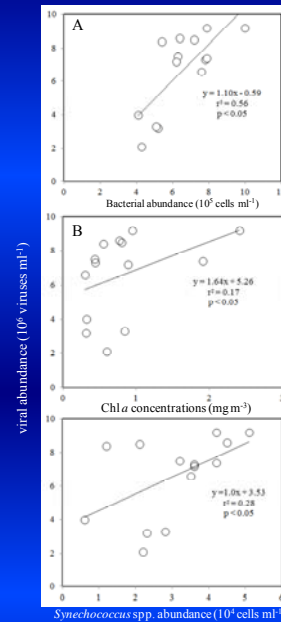 viral abundance (10⁶ viruses ml⁻¹)
A
10
8
6
4
2
0
y = 1.10x - 0.59
r² = 0.56
p < 0.05
0 2 4 6 8 10
Bacterial abundance (10⁵ cells ml⁻¹)
B
10
8
6
4
2
0
y = 1.64x + 5.26
r² = 0.17
p < 0.05
0 1 2
Chl a concentrations (mg m⁻³)
10
8
6
4
2
0
y=1.0x+3.53
r² = 0.28
p < 0.05
0 1 2 3 4 5 6
Synechococcus spp. abundance (10⁴ cells ml⁻¹